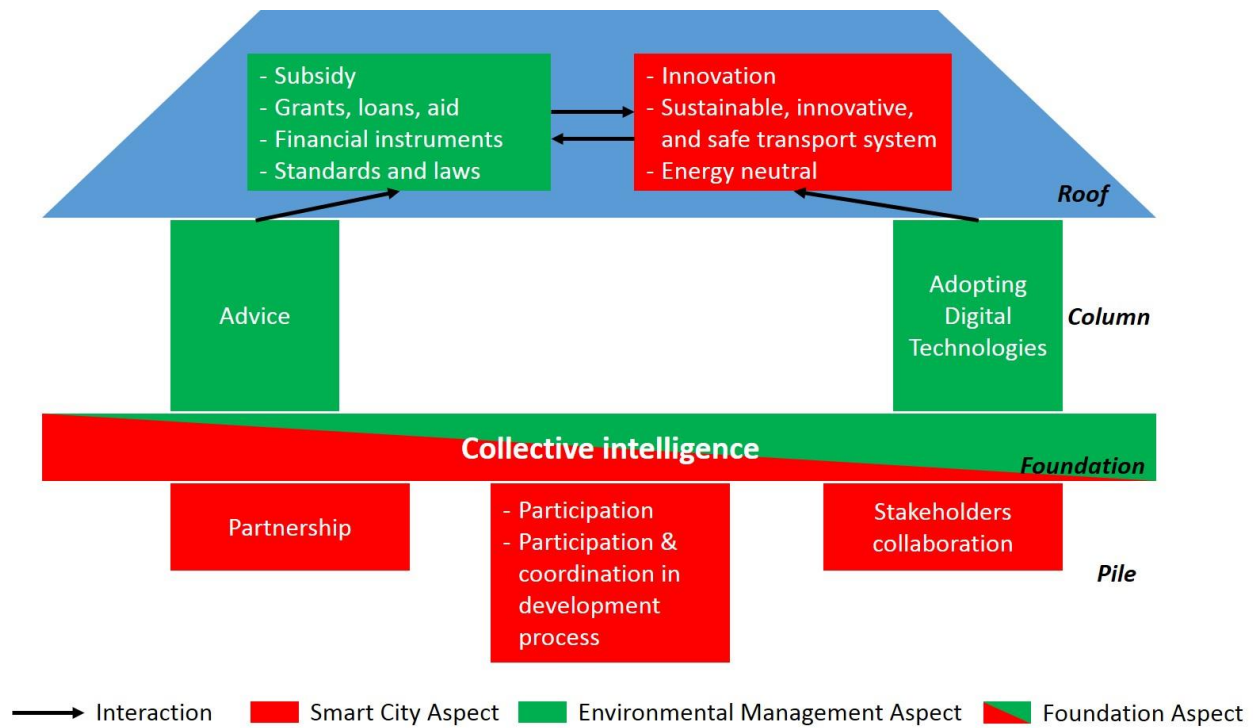 - Subsidy
- Grants, loans, aid
- Financial instruments
- Standards and laws
- Innovation
- Sustainable, innovative,
and safe transport system
- Energy neutral
Roof
Advice
Adopting
Digital
Technologies
Column
Collective intelligence
Foundation
Partnership
- Participation
- Participation &
coordination in
development
process
Stakeholders
collaboration
Pile
Interaction
Smart City Aspect
Environmental Management Aspect
Foundation Aspect